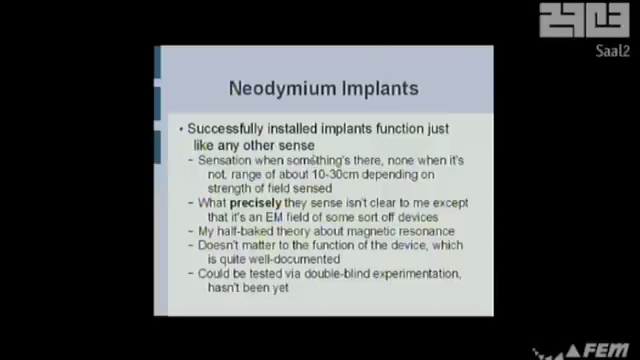 Saal2
Neodymium Implants
• Successfully installed implants function just
like any other sense
– Sensation when something's there, none when it's
not, range of about 10-30cm depending on
strength of field sensed
– What precisely they sense isn't clear to me except
that it's an EM field of some sort off devices
– My half-baked theory about magnetic resonance
– Doesn't matter to the function of the device, which
is quite well-documented
– Could be tested via double-blind experimentation,
hasn't been yet
FEM